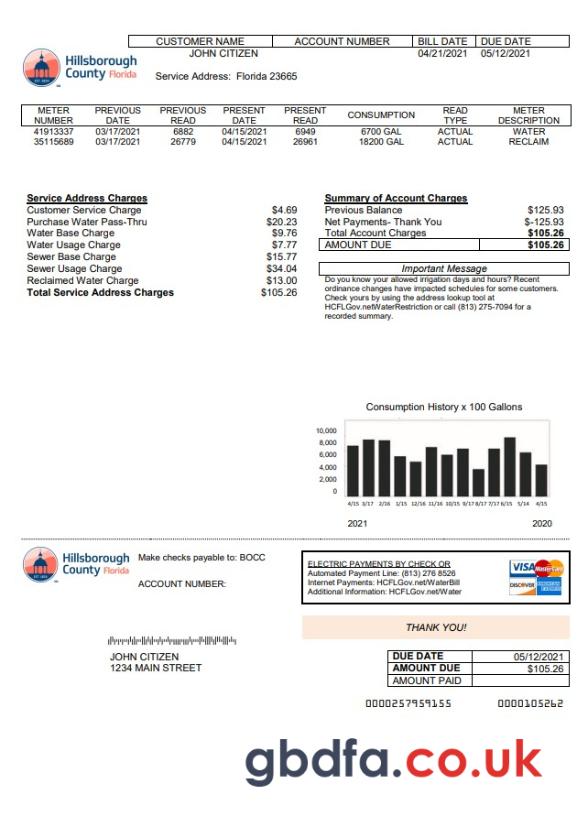 CUSTOMER NAME ACCOUNT NUMBER BILL DATE DUE DATE
JOHN CITIZEN 04/21/2021 05/12/2021
Hillsborough
County Florida
Service Address: Florida 23665
METER NUMBER PREVIOUS DATE PREVIOUS READ PRESENT DATE PRESENT READ CONSUMPTION READ TYPE METER DESCRIPTION
41913337 03/17/2021 6882 04/15/2021 6949 6700 GAL ACTUAL WATER
35115689 03/17/2021 26779 04/15/2021 26961 18200 GAL ACTUAL RECLAIM
Service Address Charges
Customer Service Charge $4.69
Purchase Water Pass-Thru $20.23
Water Base Charge $9.76
Water Usage Charge $7.77
Sewer Base Charge $15.77
Sewer Usage Charge $34.04
Reclaimed Water Charge $13.00
Total Service Address Charges $105.26
Summary of Account Charges
Previous Balance $125.93
Net Payments- Thank You $-125.93
Total Account Charges $105.26
AMOUNT DUE $105.26
Important Message
Do you know your allowed irrigation days and hours? Recent
ordinance changes have impacted schedules for some customers.
Check yours by using the address lookup tool at
HCFLGov.netWaterRestriction or call (813) 275-7094 for a
recorded summary.
Consumption History x 100 Gallons
10,000
8,000
6,000
4,000
2,000
0
4/15 3/17 2/16 1/15 12/16 11/16 10/15 9/17 8/17 7/17 6/15 5/14 4/15
2021 2020
Hillsborough
County Florida
Make checks payable to: BOCC
ACCOUNT NUMBER:
ELECTRIC PAYMENTS BY CHECK OR
Automated Payment Line: (813) 276 8526
Internet Payments: HCFLGov.net/WaterBill
Additional Information: HCFLGov.net/Water
VISA MasterCard
DISCOVER
THANK YOU!
JOHN CITIZEN
1234 MAIN STREET
DUE DATE 05/12/2021
AMOUNT DUE $105.26
AMOUNT PAID
0000257959155 0000105262
gbdfa.co.uk